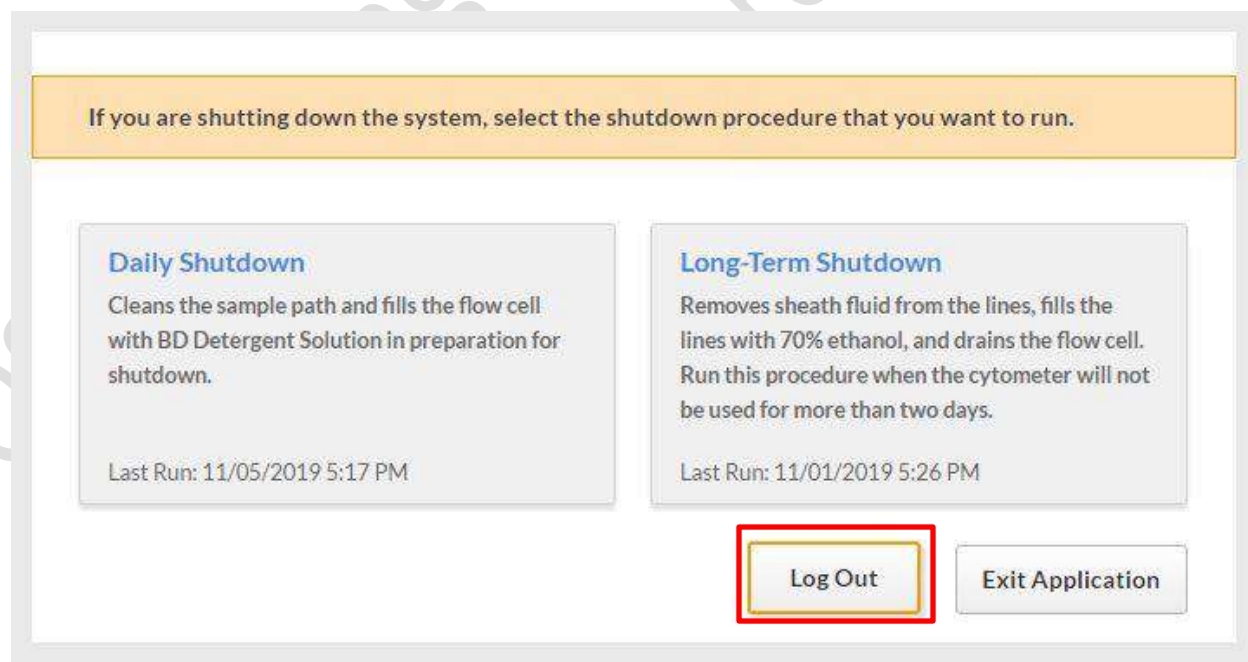 If you are shutting down the system, select the shutdown procedure that you want to run.
Daily Shutdown
Cleans the sample path and fills the flow cell
with BD Detergent Solution in preparation for
shutdown.
Last Run: 11/05/2019 5:17 PM
Long-Term Shutdown
Removes sheath fluid from the lines, fills the
lines with 70% ethanol, and drains the flow cell.
Run this procedure when the cytometer will not
be used for more than two days.
Last Run: 11/01/2019 5:26 PM
Log Out
Exit Application